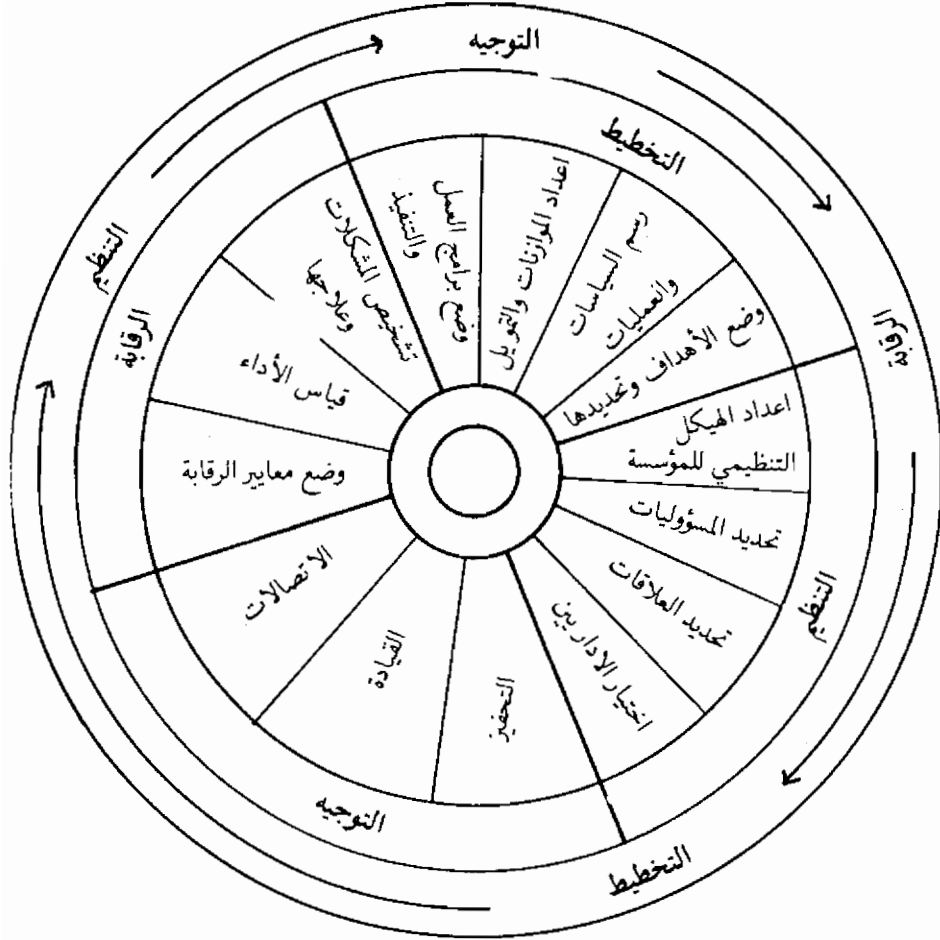 التوجيه
الرقابة
التخطيط
التنظيم
التخطيط
وضع برامج العمل
والتنفيذ
اعداد الموازنات والتمويل
رسم السياسات
والعمليات
وضع الأهداف وتحديدها
التنظيم
اعداد الهيكل
التنظيمي للمؤسسة
تحديد المسؤوليات
تحديد العلاقات
اختيار الاداريين
التوجيه
التحفيز
القيادة
الاتصالات
الرقابة
وضع معايير الرقابة
قياس الأداء
تشخيص المشكلات
وعلاجها